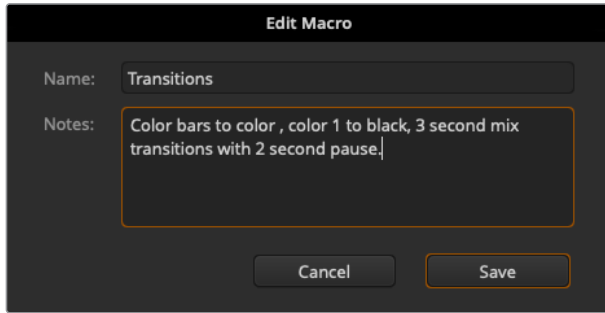 Edit Macro
Name: Transitions
Notes: Color bars to color , color 1 to black, 3 second mix
transitions with 2 second pause.
Cancel Save